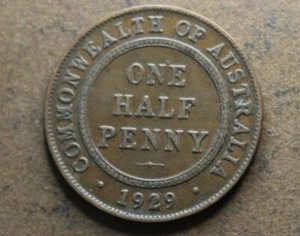 COMMONWEALTH OF AUSTRALIA
ONE
HALF
PENNY
· 1929 ·